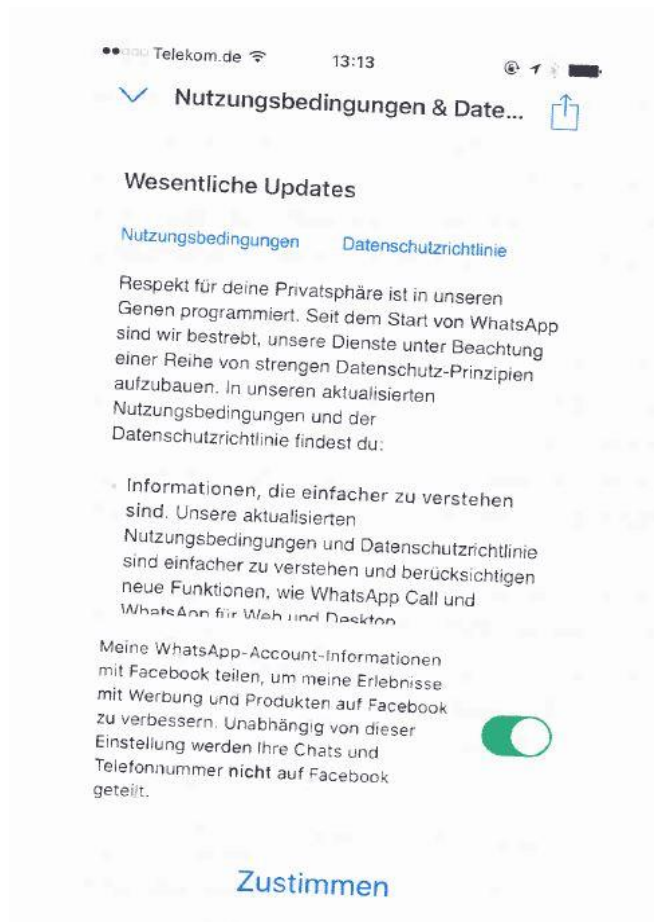 Telekom.de
13:13
Nutzungsbedingungen & Date...
Wesentliche Updates
Nutzungsbedingungen Datenschutzrichtlinie
Respekt für deine Privatsphäre ist in unseren
Genen programmiert. Seit dem Start von WhatsApp
sind wir bestrebt, unsere Dienste unter Beachtung
einer Reihe von strengen Datenschutz-Prinzipien
aufzubauen. In unseren aktualisierten
Nutzungsbedingungen und der
Datenschutzrichtlinie findest du:
Informationen, die einfacher zu verstehen
sind. Unsere aktualisierten
Nutzungsbedingungen und Datenschutzrichtlinie
sind einfacher zu verstehen und berücksichtigen
neue Funktionen, wie WhatsApp Call und
WhatsApp für Web und Desktop
Meine WhatsApp-Account-Informationen
mit Facebook teilen, um meine Erlebnisse
mit Werbung und Produkten auf Facebook
zu verbessern. Unabhängig von dieser
Einstellung werden Ihre Chats und
Telefonnummer nicht auf Facebook
geteilt.
Zustimmen